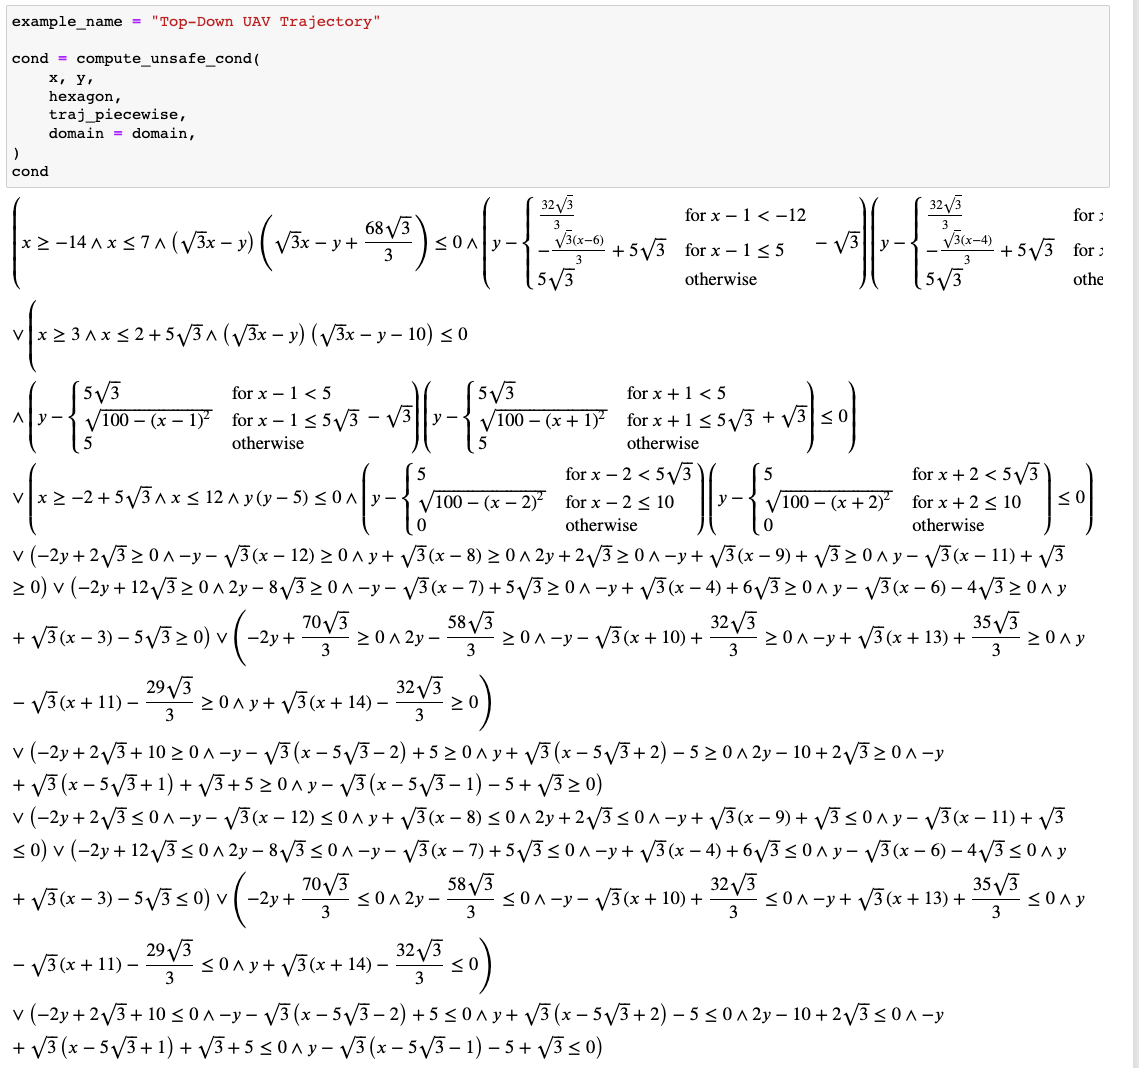 example_name = "Top-Down UAV Trajectory"
cond = compute_unsafe_cond(
    x, y,
    hexagon,
    traj_piecewise,
    domain = domain,
)
cond
(x ≥ −14 ∧ x ≤ 7 ∧ (√3x − y)(√3x − y + 68√3/3) ≤ 0 ∧ (y − { 32√3/3 for x − 1 < −12; −√3(x−6)/3 + 5√3 for x − 1 ≤ 5; 5√3 otherwise − √3)(y − { 32√3/3 for; −√3(x−4)/3 + 5√3 for; 5√3
∨ (x ≥ 3 ∧ x ≤ 2 + 5√3 ∧ (√3x − y)(√3x − y − 10) ≤ 0
∧ (y − { 5√3 for x − 1 < 5; √(100 − (x − 1)²) for x − 1 ≤ 5√3; 5 otherwise − √3)(y − { 5√3 for x + 1 < 5; √(100 − (x + 1)²) for x + 1 ≤ 5√3; 5 otherwise + √3) ≤ 0)
∨ (x ≥ −2 + 5√3 ∧ x ≤ 12 ∧ y(y − 5) ≤ 0 ∧ (y − { 5 for x − 2 < 5√3; √(100 − (x − 2)²) for x − 2 ≤ 10; 0 otherwise)(y − { 5 for x + 2 < 5√3; √(100 − (x + 2)²) for x + 2 ≤ 10; 0 otherwise) ≤ 0)
∨ (−2y + 2√3 ≥ 0 ∧ −y − √3(x − 12) ≥ 0 ∧ y + √3(x − 8) ≥ 0 ∧ 2y + 2√3 ≥ 0 ∧ −y + √3(x − 9) + √3 ≥ 0 ∧ y − √3(x − 11) + √3
≥ 0) ∨ (−2y + 12√3 ≥ 0 ∧ 2y − 8√3 ≥ 0 ∧ −y − √3(x − 7) + 5√3 ≥ 0 ∧ −y + √3(x − 4) + 6√3 ≥ 0 ∧ y − √3(x − 6) − 4√3 ≥ 0 ∧ y
+ √3(x − 3) − 5√3 ≥ 0) ∨ (−2y + 70√3/3 ≥ 0 ∧ 2y − 58√3/3 ≥ 0 ∧ −y − √3(x + 10) + 32√3/3 ≥ 0 ∧ −y + √3(x + 13) + 35√3/3 ≥ 0 ∧ y
− √3(x + 11) − 29√3/3 ≥ 0 ∧ y + √3(x + 14) − 32√3/3 ≥ 0)
∨ (−2y + 2√3 + 10 ≥ 0 ∧ −y − √3(x − 5√3 − 2) + 5 ≥ 0 ∧ y + √3(x − 5√3 + 2) − 5 ≥ 0 ∧ 2y − 10 + 2√3 ≥ 0 ∧ −y
+ √3(x − 5√3 + 1) + √3 + 5 ≥ 0 ∧ y − √3(x − 5√3 − 1) − 5 + √3 ≥ 0)
∨ (−2y + 2√3 ≤ 0 ∧ −y − √3(x − 12) ≤ 0 ∧ y + √3(x − 8) ≤ 0 ∧ 2y + 2√3 ≤ 0 ∧ −y + √3(x − 9) + √3 ≤ 0 ∧ y − √3(x − 11) + √3
≤ 0) ∨ (−2y + 12√3 ≤ 0 ∧ 2y − 8√3 ≤ 0 ∧ −y − √3(x − 7) + 5√3 ≤ 0 ∧ −y + √3(x − 4) + 6√3 ≤ 0 ∧ y − √3(x − 6) − 4√3 ≤ 0 ∧ y
+ √3(x − 3) − 5√3 ≤ 0) ∨ (−2y + 70√3/3 ≤ 0 ∧ 2y − 58√3/3 ≤ 0 ∧ −y − √3(x + 10) + 32√3/3 ≤ 0 ∧ −y + √3(x + 13) + 35√3/3 ≤ 0 ∧ y
− √3(x + 11) − 29√3/3 ≤ 0 ∧ y + √3(x + 14) − 32√3/3 ≤ 0)
∨ (−2y + 2√3 + 10 ≤ 0 ∧ −y − √3(x − 5√3 − 2) + 5 ≤ 0 ∧ y + √3(x − 5√3 + 2) − 5 ≤ 0 ∧ 2y − 10 + 2√3 ≤ 0 ∧ −y
+ √3(x − 5√3 + 1) + √3 + 5 ≤ 0 ∧ y − √3(x − 5√3 − 1) − 5 + √3 ≤ 0)